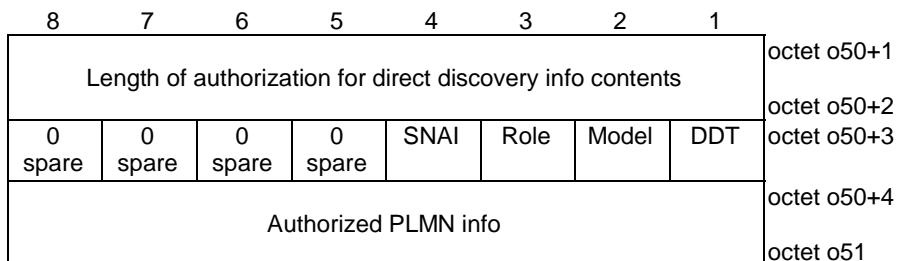 8 7 6 5 4 3 2 1
octet o50+1
Length of authorization for direct discovery info contents
octet o50+2
0 0 0 0 SNAI Role Model DDT octet o50+3
spare spare spare spare
octet o50+4
Authorized PLMN info
octet o51